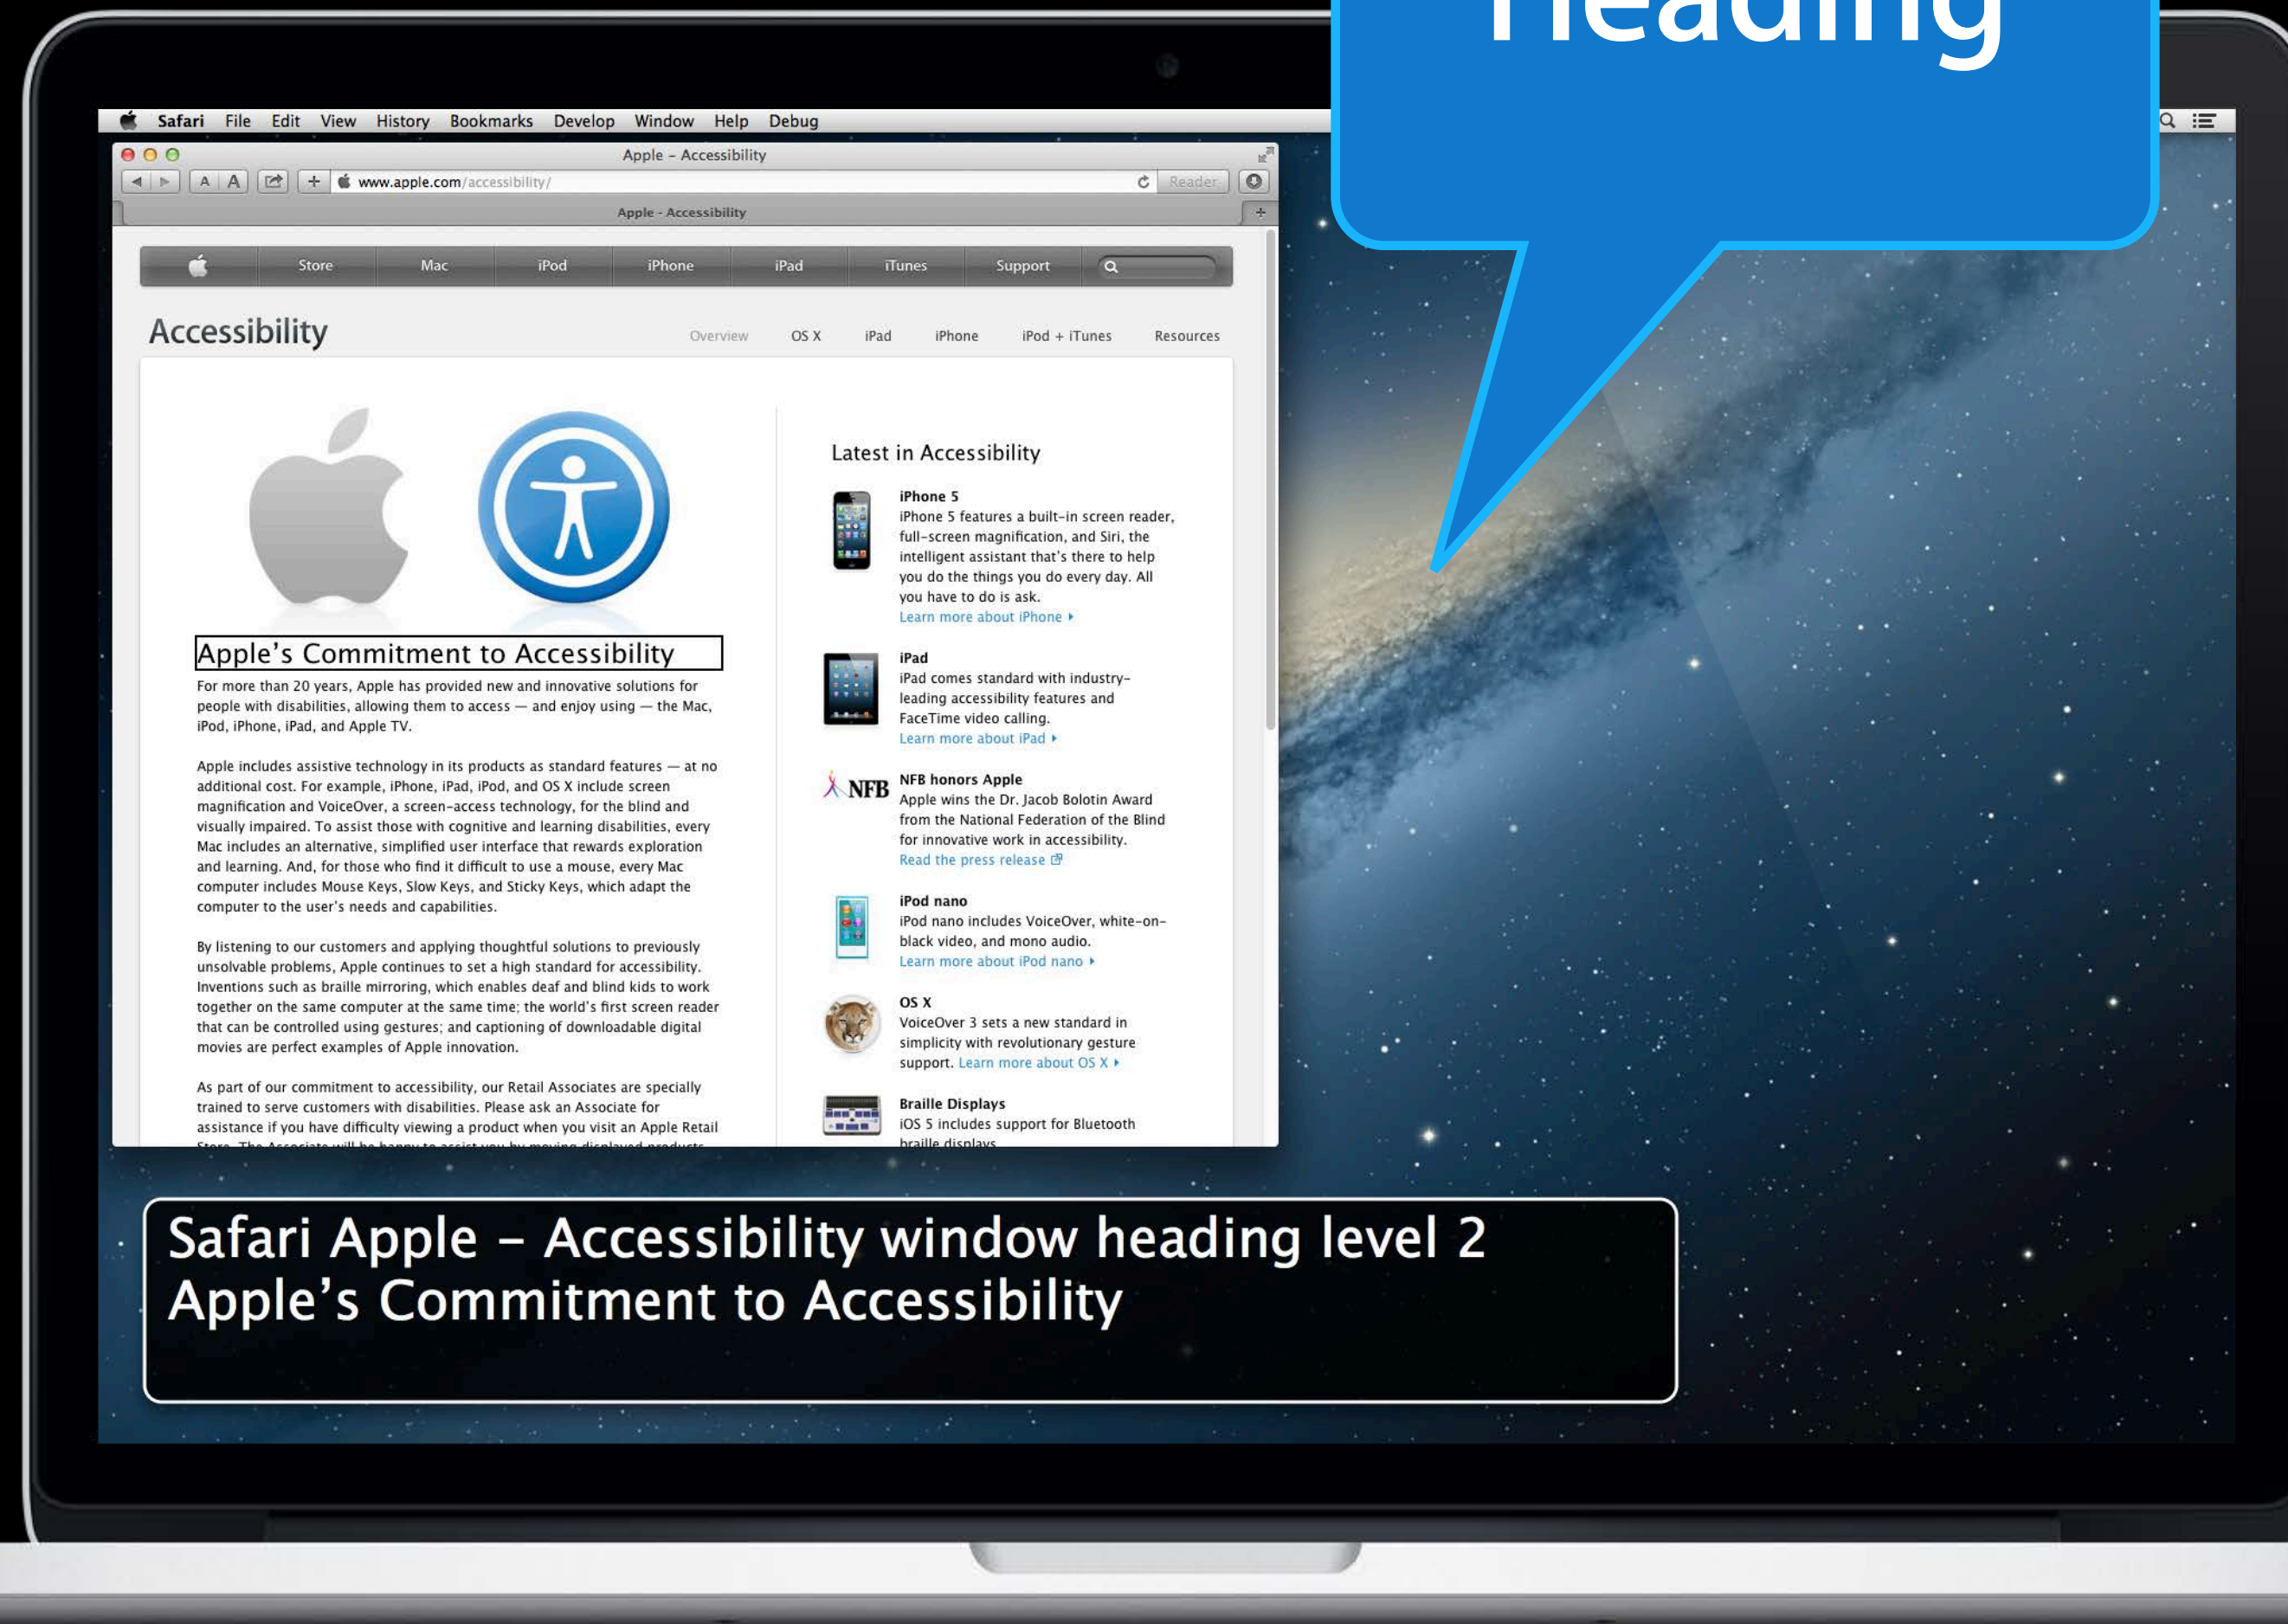 Heading
Safari File Edit View History Bookmarks Develop Window Help Debug
Apple – Accessibility
A A + www.apple.com/accessibility/ Reader
Apple - Accessibility +
Store Mac iPod iPhone iPad iTunes Support
Accessibility
Overview OS X iPad iPhone iPod + iTunes Resources
Apple's Commitment to Accessibility
For more than 20 years, Apple has provided new and innovative solutions for
people with disabilities, allowing them to access — and enjoy using — the Mac,
iPod, iPhone, iPad, and Apple TV.
Apple includes assistive technology in its products as standard features — at no
additional cost. For example, iPhone, iPad, iPod, and OS X include screen
magnification and VoiceOver, a screen-access technology, for the blind and
visually impaired. To assist those with cognitive and learning disabilities, every
Mac includes an alternative, simplified user interface that rewards exploration
and learning. And, for those who find it difficult to use a mouse, every Mac
computer includes Mouse Keys, Slow Keys, and Sticky Keys, which adapt the
computer to the user's needs and capabilities.
By listening to our customers and applying thoughtful solutions to previously
unsolvable problems, Apple continues to set a high standard for accessibility.
Inventions such as braille mirroring, which enables deaf and blind kids to work
together on the same computer at the same time; the world's first screen reader
that can be controlled using gestures; and captioning of downloadable digital
movies are perfect examples of Apple innovation.
As part of our commitment to accessibility, our Retail Associates are specially
trained to serve customers with disabilities. Please ask an Associate for
assistance if you have difficulty viewing a product when you visit an Apple Retail
Store. The Associate will be happy to assist you by moving displayed products
Latest in Accessibility
iPhone 5
iPhone 5 features a built-in screen reader,
full-screen magnification, and Siri, the
intelligent assistant that's there to help
you do the things you do every day. All
you have to do is ask.
Learn more about iPhone
iPad
iPad comes standard with industry-
leading accessibility features and
FaceTime video calling.
Learn more about iPad
NFB
NFB honors Apple
Apple wins the Dr. Jacob Bolotin Award
from the National Federation of the Blind
for innovative work in accessibility.
Read the press release
iPod nano
iPod nano includes VoiceOver, white-on-
black video, and mono audio.
Learn more about iPod nano
OS X
VoiceOver 3 sets a new standard in
simplicity with revolutionary gesture
support. Learn more about OS X
Braille Displays
iOS 5 includes support for Bluetooth
braille displays
Safari Apple – Accessibility window heading level 2
Apple's Commitment to Accessibility